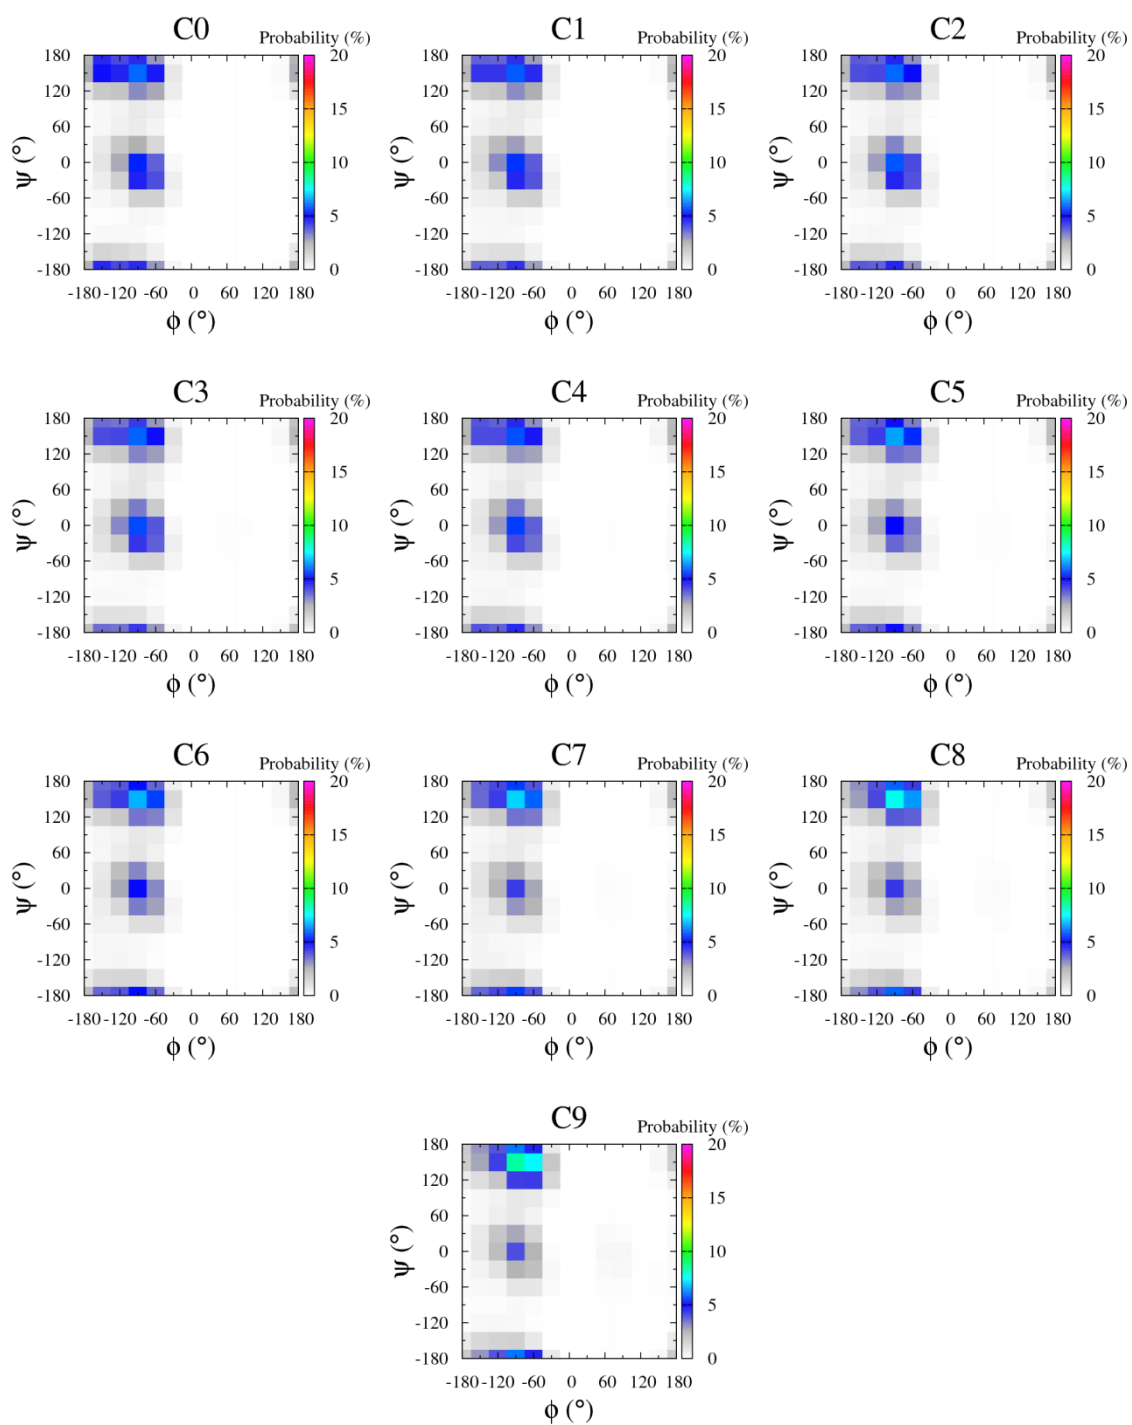 C0 Probability (%) C1 Probability (%) C2 Probability (%)
180 20 180 20 180 20
120 15 120 15 120 15
60 60 60
ψ (°) 0 10 ψ (°) 0 10 ψ (°) 0 10
-60 5 -60 5 -60 5
-120 -120 -120
-180 0 -180 0 -180 0
-180 -120 -60 0 60 120 180 -180 -120 -60 0 60 120 180 -180 -120 -60 0 60 120 180
ϕ (°) ϕ (°) ϕ (°)
C3 Probability (%) C4 Probability (%) C5 Probability (%)
180 20 180 20 180 20
120 15 120 15 120 15
60 60 60
ψ (°) 0 10 ψ (°) 0 10 ψ (°) 0 10
-60 5 -60 5 -60 5
-120 -120 -120
-180 0 -180 0 -180 0
-180 -120 -60 0 60 120 180 -180 -120 -60 0 60 120 180 -180 -120 -60 0 60 120 180
ϕ (°) ϕ (°) ϕ (°)
C6 Probability (%) C7 Probability (%) C8 Probability (%)
180 20 180 20 180 20
120 15 120 15 120 15
60 60 60
ψ (°) 0 10 ψ (°) 0 10 ψ (°) 0 10
-60 5 -60 5 -60 5
-120 -120 -120
-180 0 -180 0 -180 0
-180 -120 -60 0 60 120 180 -180 -120 -60 0 60 120 180 -180 -120 -60 0 60 120 180
ϕ (°) ϕ (°) ϕ (°)
C9 Probability (%)
180 20
120 15
60
ψ (°) 0 10
-60 5
-120
-180 0
-180 -120 -60 0 60 120 180
ϕ (°)